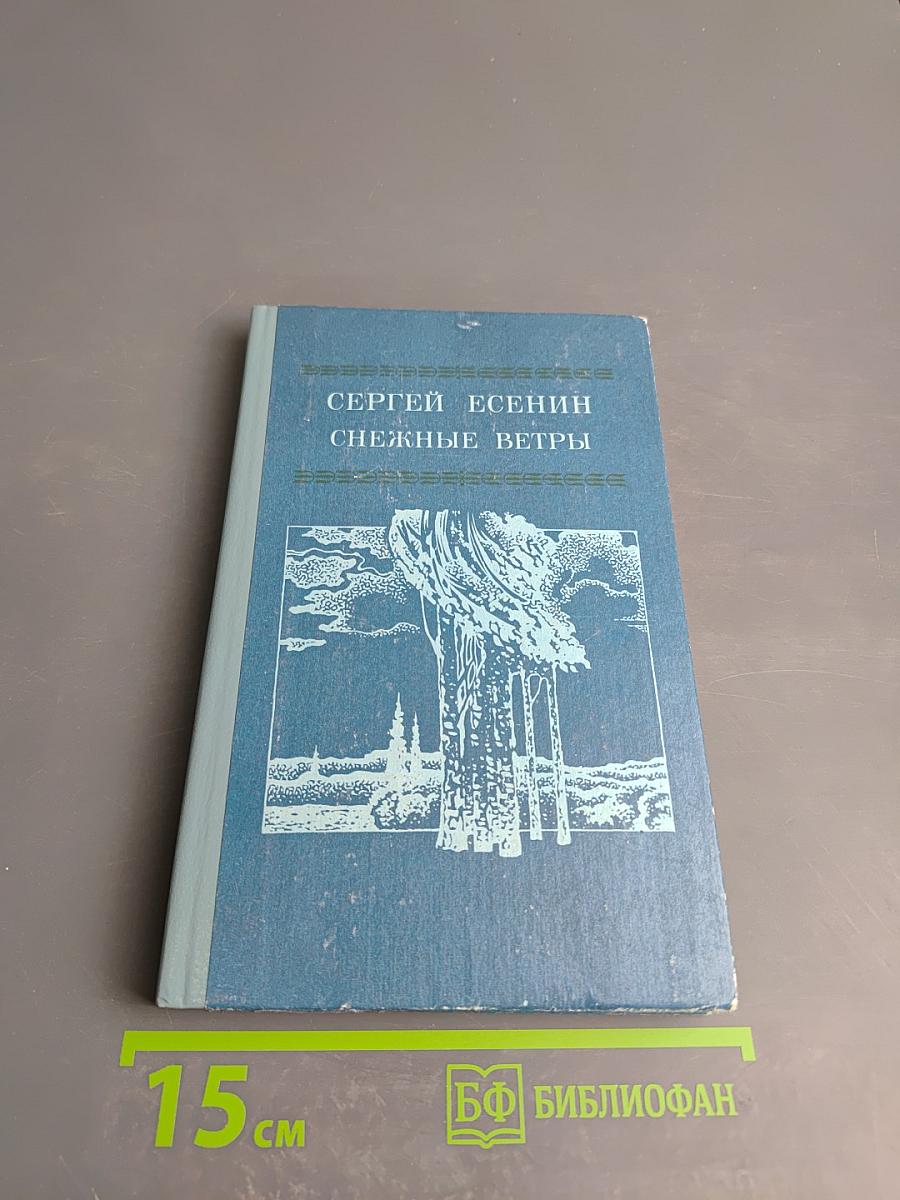 СЕРГЕЙ ЕСЕНИН
СНЕЖНЫЕ ВЕТРЫ
15 см
БФ БИБЛИОФАН